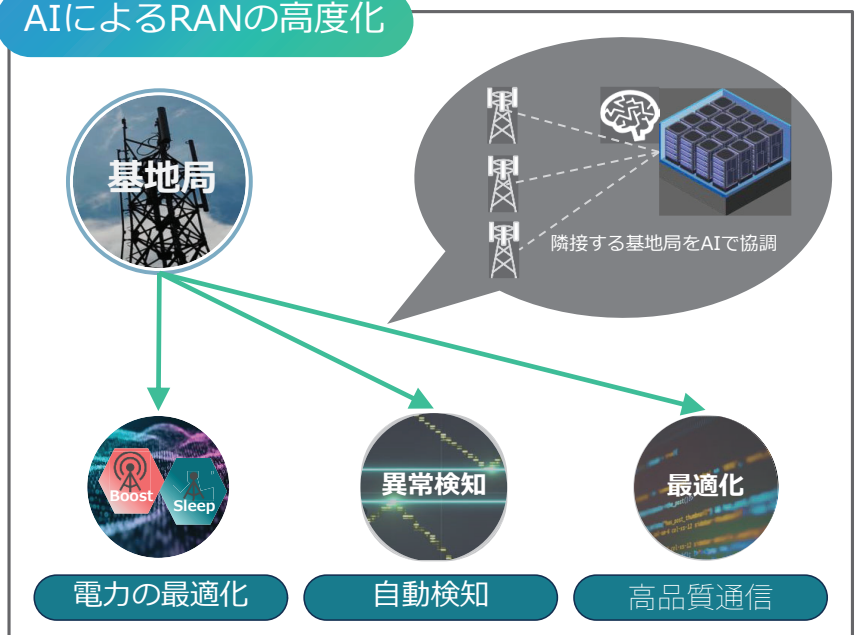 AIによるRANの高度化
基地局
隣接する基地局をAIで協調
Boost
Sleep
異常検知
最適化
電力の最適化
自動検知
高品質通信